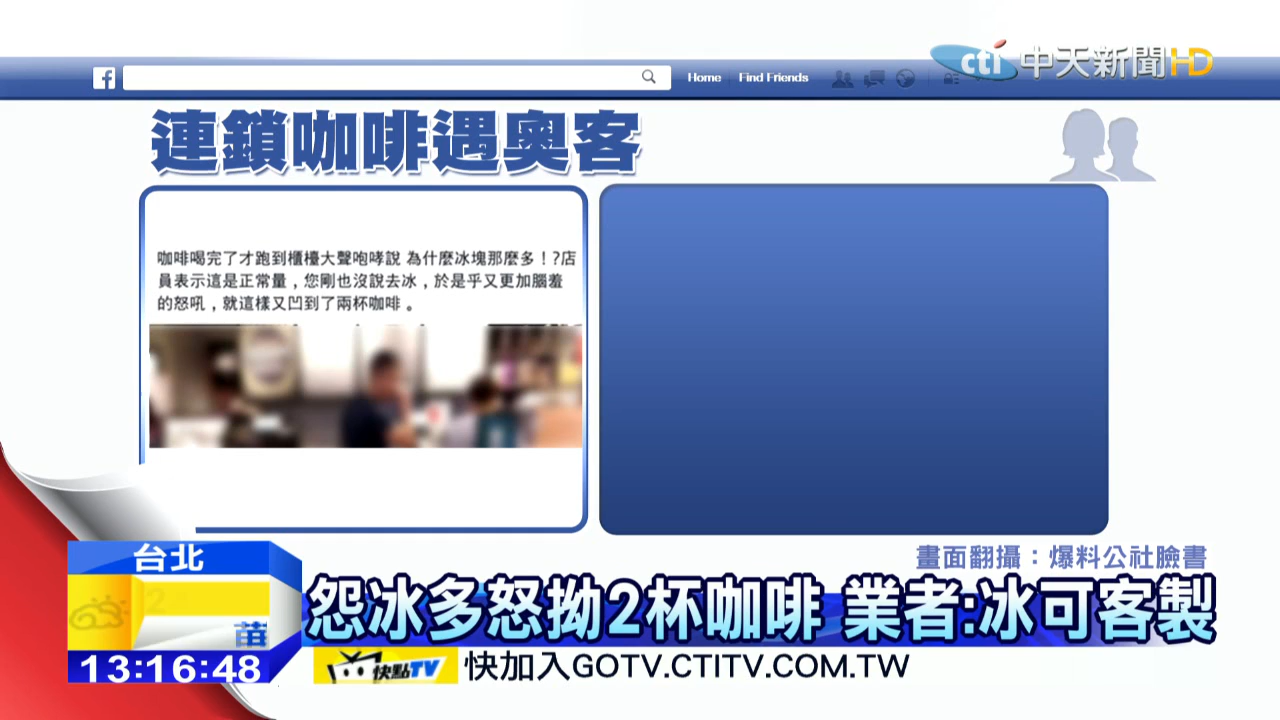 cti 中天新聞HD
f Home Find Friends
連鎖咖啡遇奧客
咖啡喝完了才跑到櫃檯大聲咆哮說 為什麼冰塊那麼多！?店
員表示這是正常量，您剛也沒說去冰，於是乎又更加腦羞
的怒吼，就這樣又凹到了兩杯咖啡。
畫面翻攝：爆料公社臉書
台北
苗
怨冰多怒拗2杯咖啡 業者:冰可客製
13:16:48
快點TV 快加入GOTV.CTITV.COM.TW